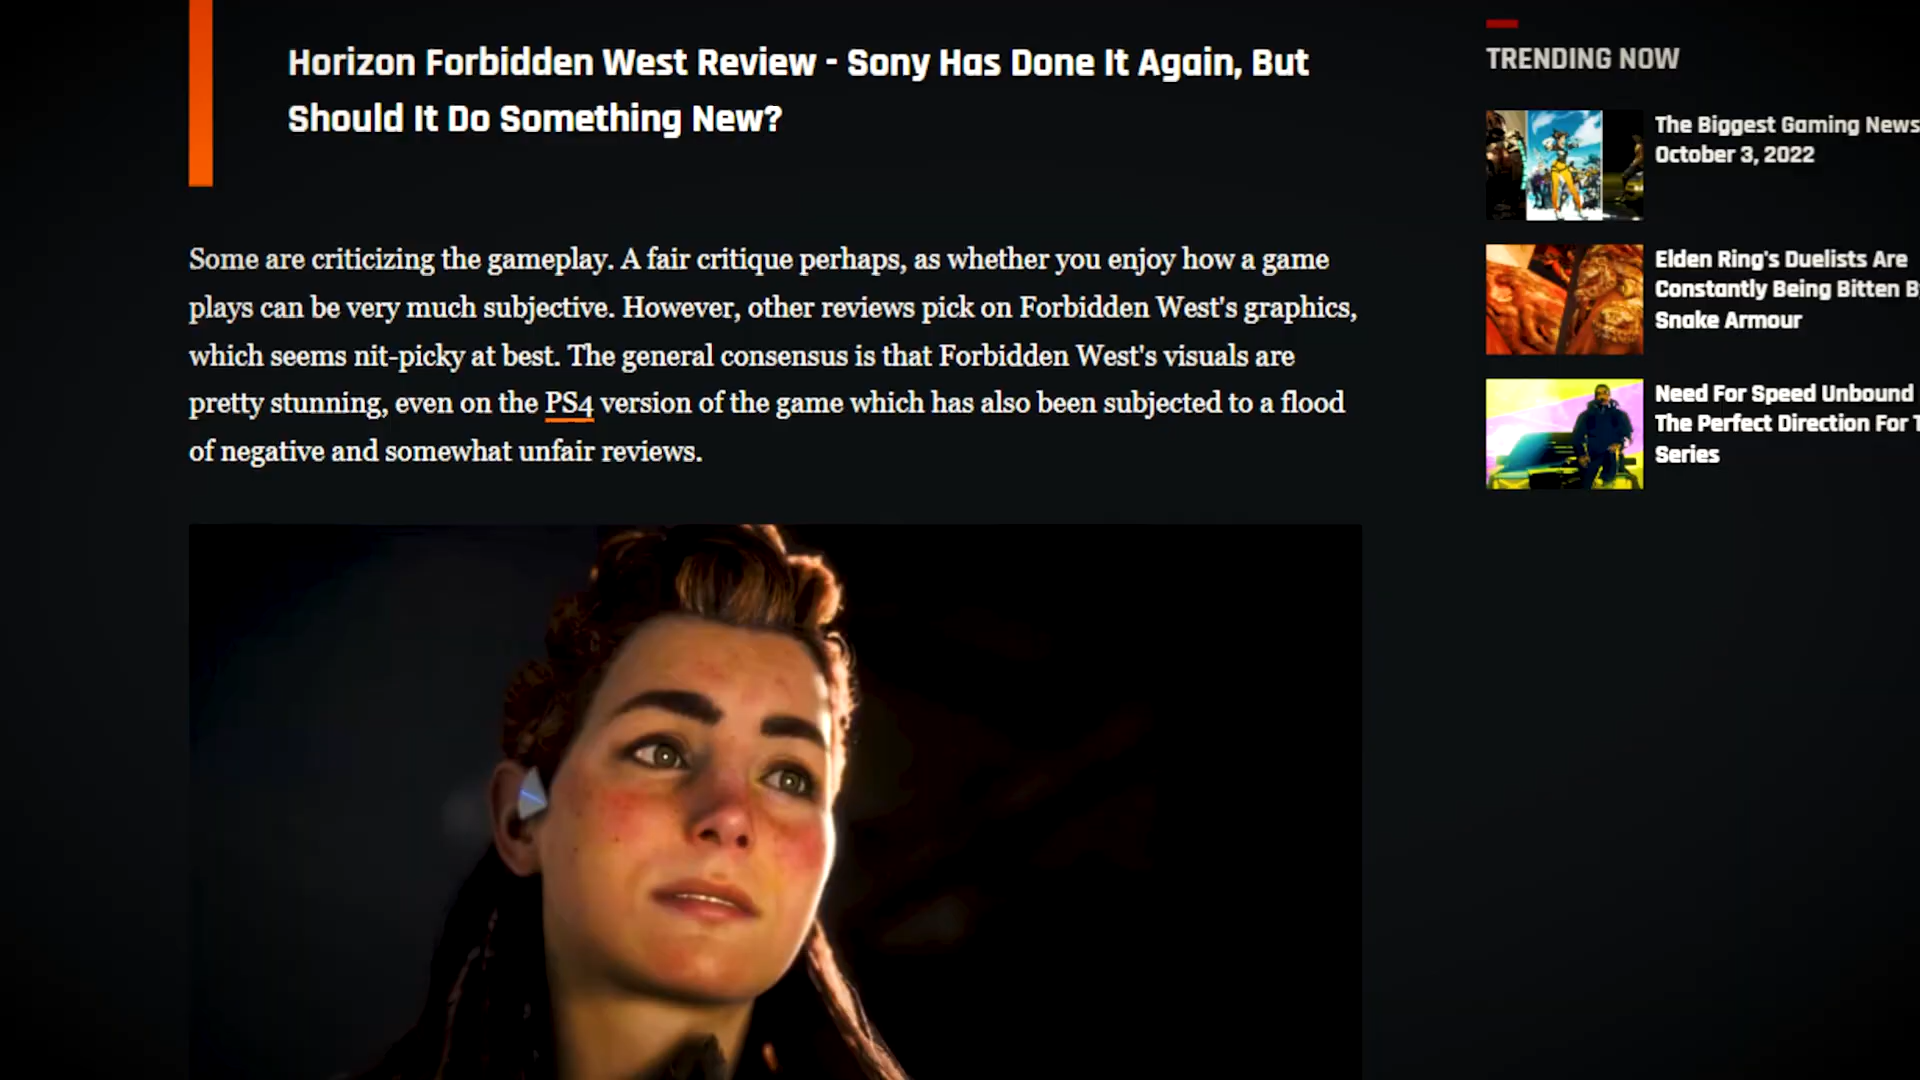 Horizon Forbidden West Review - Sony Has Done It Again, But
Should It Do Something New?
Some are criticizing the gameplay. A fair critique perhaps, as whether you enjoy how a game
plays can be very much subjective. However, other reviews pick on Forbidden West's graphics,
which seems nit-picky at best. The general consensus is that Forbidden West's visuals are
pretty stunning, even on the PS4 version of the game which has also been subjected to a flood
of negative and somewhat unfair reviews.
TRENDING NOW
The Biggest Gaming News
October 3, 2022
Elden Ring's Duelists Are
Constantly Being Bitten B
Snake Armour
Need For Speed Unbound
The Perfect Direction For T
Series